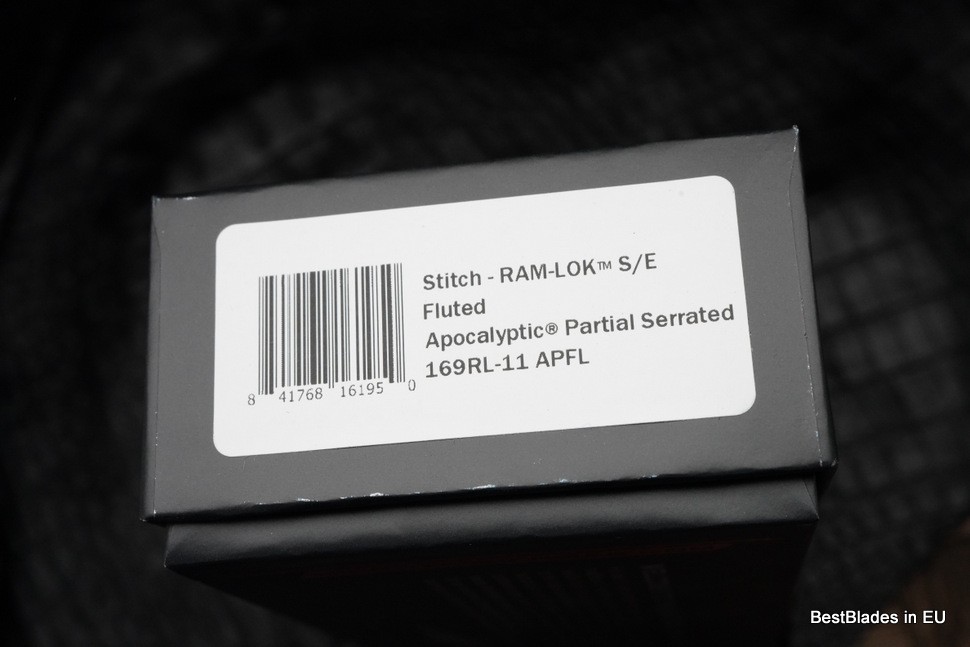 Stitch - RAM-LOK™ S/E
Fluted
Apocalyptic® Partial Serrated
169RL-11 APFL
8 41768 16195 0
BestBlades in EU